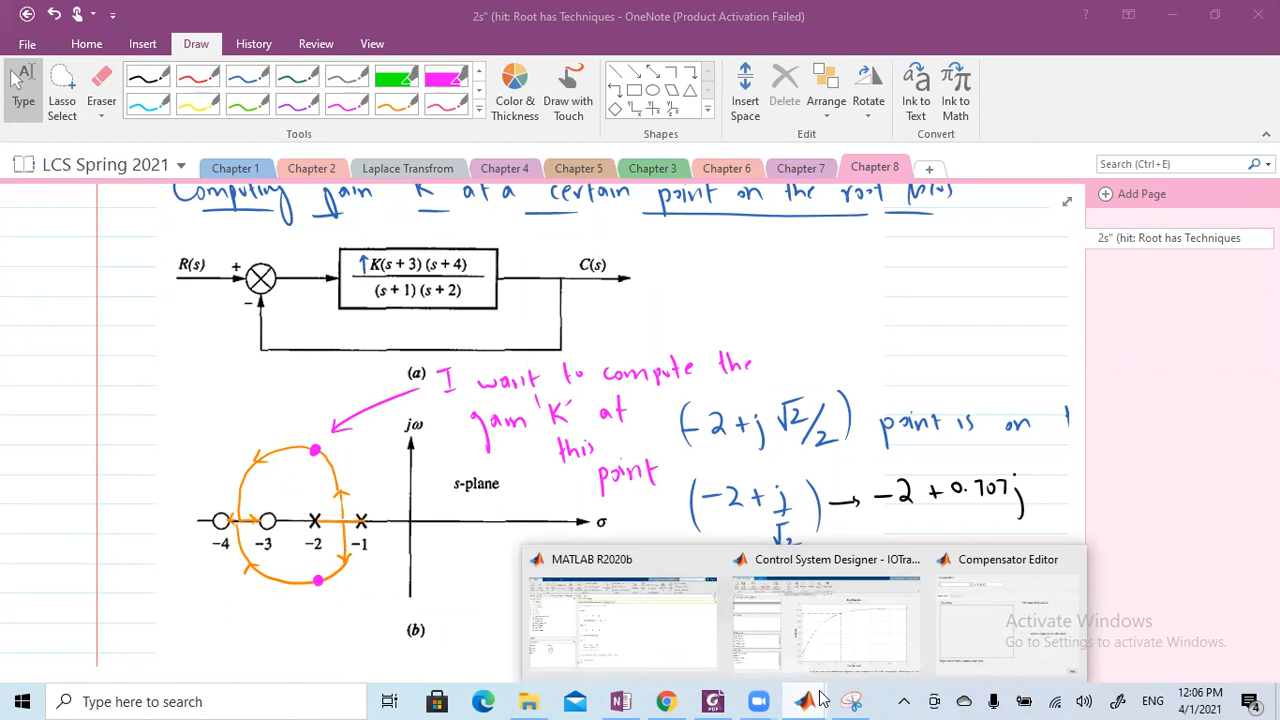 2s" (hit: Root has Techniques - OneNote (Product Activation Failed)
File Home Insert Draw History Review View
Type
Lasso Select
Eraser
Color & Thickness
Draw with Touch
Insert Space
Delete
Arrange
Rotate
Ink to Text
Ink to Math
Tools
Shapes
Edit
Convert
LCS Spring 2021
Chapter 1 Chapter 2 Laplace Transfrom Chapter 4 Chapter 5 Chapter 3 Chapter 6 Chapter 7 Chapter 8
Search (Ctrl+E)
Add Page
2s" (hit: Root has Techniques
Computing gain K at a certain point on the root
R(s) + K(s + 3) (s + 4) C(s)
− (s + 1) (s + 2)
(a)
I want to compute the
gain 'K' at
this
point
(-2 + j √2/2) point is on
(-2 + j/√2) → -2 + 0.707 j
jω
s-plane
σ
-4 -3 -2 -1
(b)
MATLAB R2020b
Control System Designer - IOTra...
Compensator Editor
Activate Windows
to Settings to activate Windows.
Type here to search
ENG
12:06 PM
4/1/2021
4